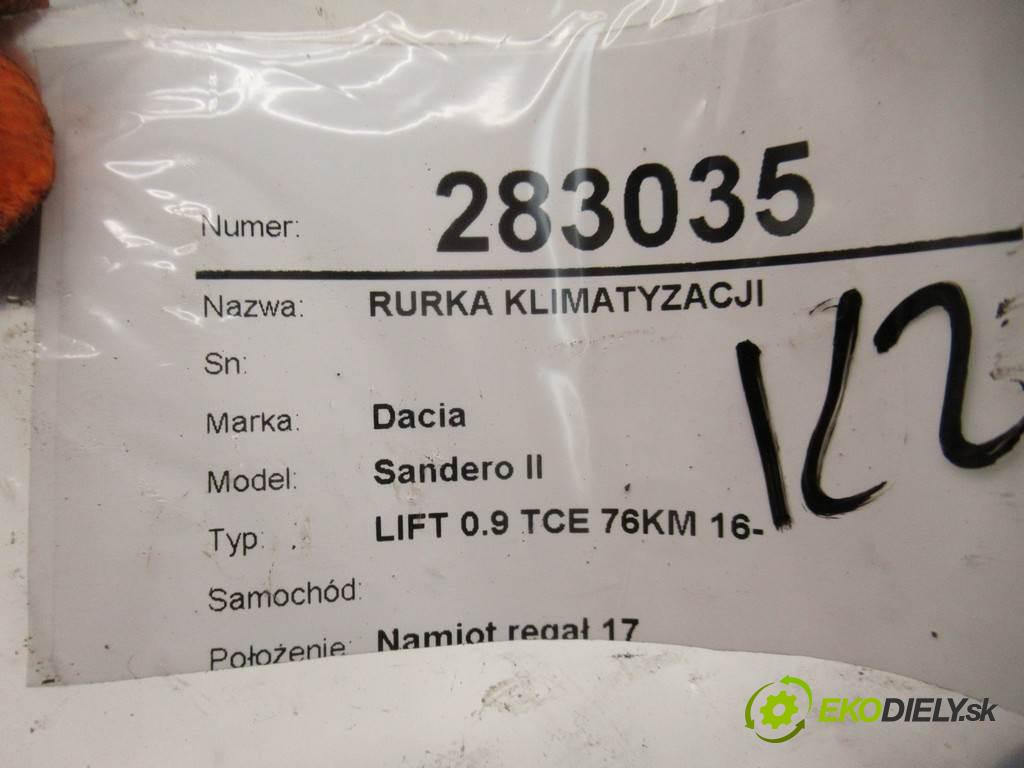 Numer: 283035
Nazwa: RURKA KLIMATYZACJI
Sn:
Marka: Dacia
Model: Sandero II
Typ: LIFT 0.9 TCE 76KM 16-
Samochód:
Położenie: Namiot regał 17
EKODIELY.sk